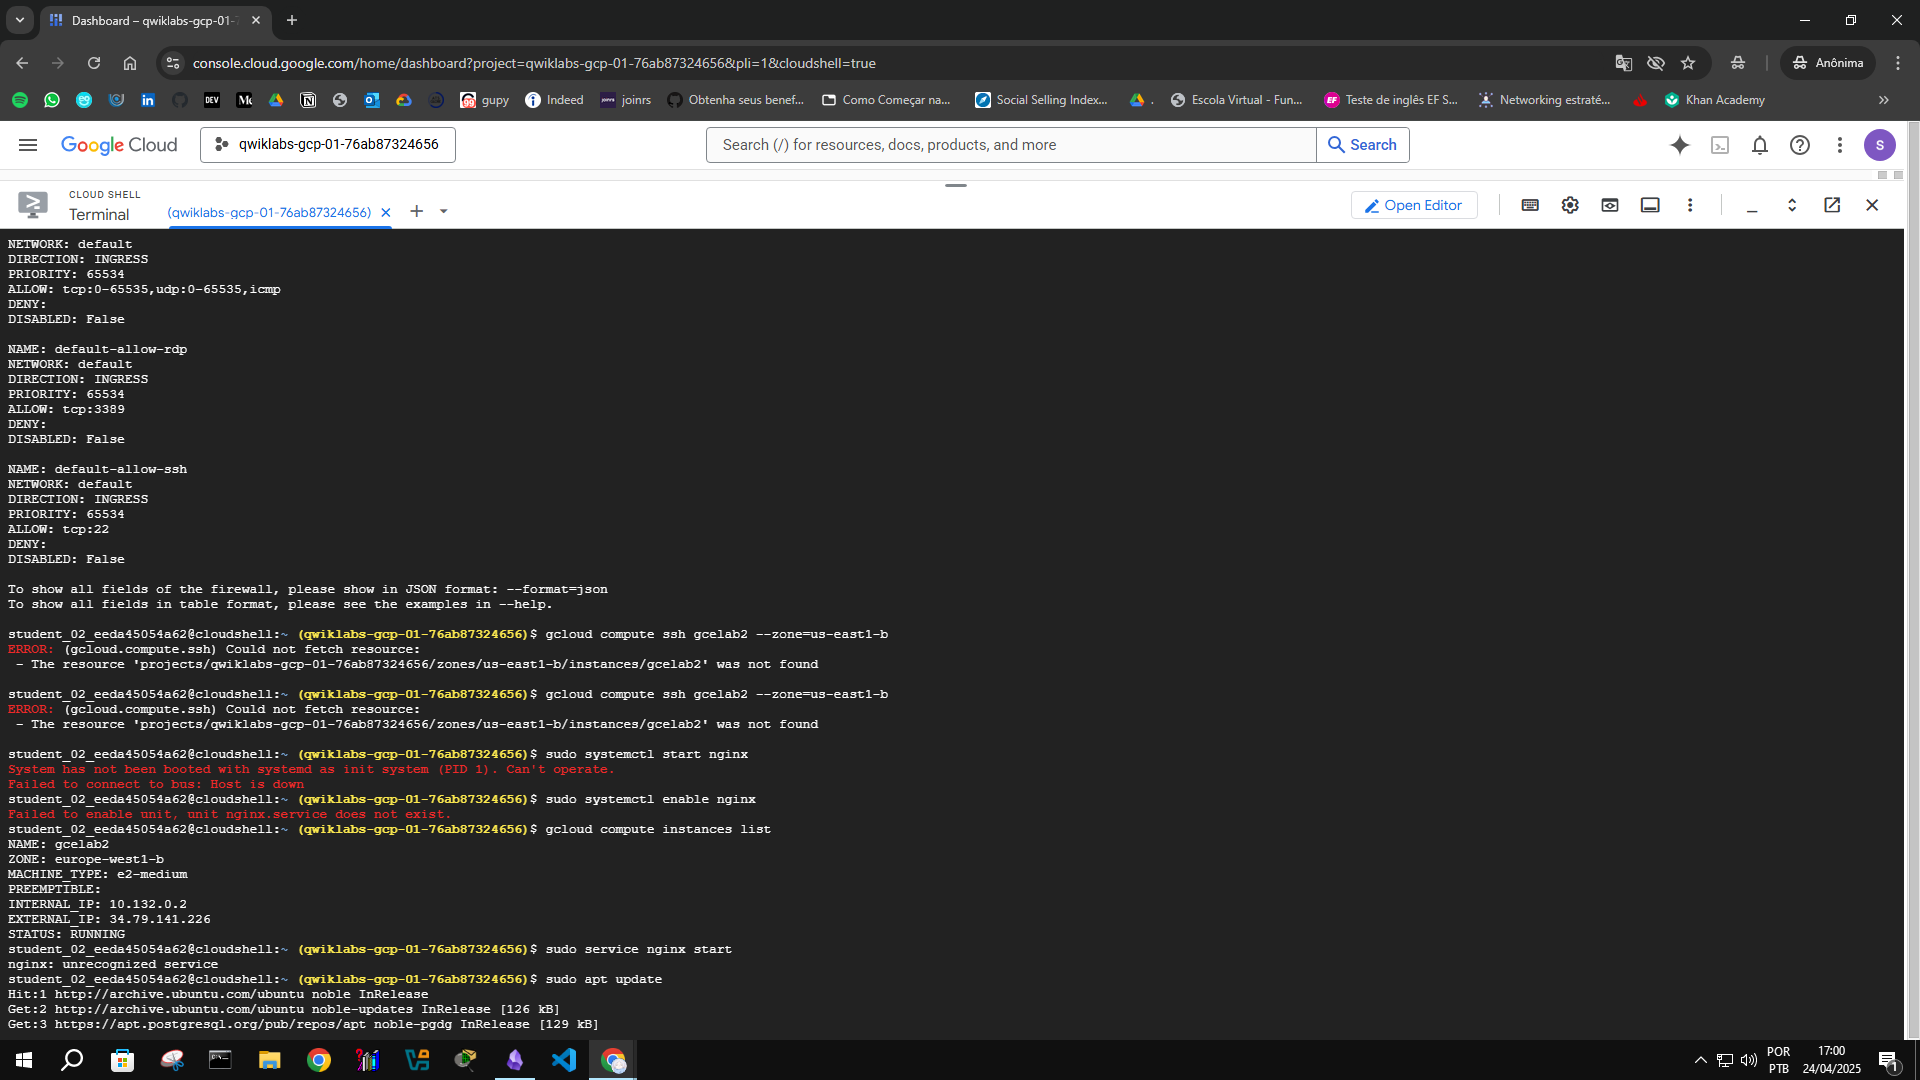 Dashboard – qwiklabs-gcp-01-7
console.cloud.google.com/home/dashboard?project=qwiklabs-gcp-01-76ab87324656&pli=1&cloudshell=true
Anônima
DEV
gupy
Indeed
joinrs
Obtenha seus benef...
Como Começar na...
Social Selling Index...
.
Escola Virtual - Fun...
EF
Teste de inglês EF S...
Networking estraté...
Khan Academy
Google Cloud
qwiklabs-gcp-01-76ab87324656
Search (/) for resources, docs, products, and more
Search
S
CLOUD SHELL
Terminal
(qwiklabs-gcp-01-76ab87324656)
Open Editor
NETWORK: default
DIRECTION: INGRESS
PRIORITY: 65534
ALLOW: tcp:0-65535,udp:0-65535,icmp
DENY:
DISABLED: False
NAME: default-allow-rdp
NETWORK: default
DIRECTION: INGRESS
PRIORITY: 65534
ALLOW: tcp:3389
DENY:
DISABLED: False
NAME: default-allow-ssh
NETWORK: default
DIRECTION: INGRESS
PRIORITY: 65534
ALLOW: tcp:22
DENY:
DISABLED: False
To show all fields of the firewall, please show in JSON format: --format=json
To show all fields in table format, please see the examples in --help.
student_02_eeda45054a62@cloudshell:~ (qwiklabs-gcp-01-76ab87324656)$ gcloud compute ssh gcelab2 --zone=us-east1-b
ERROR: (gcloud.compute.ssh) Could not fetch resource:
- The resource 'projects/qwiklabs-gcp-01-76ab87324656/zones/us-east1-b/instances/gcelab2' was not found
student_02_eeda45054a62@cloudshell:~ (qwiklabs-gcp-01-76ab87324656)$ gcloud compute ssh gcelab2 --zone=us-east1-b
ERROR: (gcloud.compute.ssh) Could not fetch resource:
- The resource 'projects/qwiklabs-gcp-01-76ab87324656/zones/us-east1-b/instances/gcelab2' was not found
student_02_eeda45054a62@cloudshell:~ (qwiklabs-gcp-01-76ab87324656)$ sudo systemctl start nginx
System has not been booted with systemd as init system (PID 1). Can't operate.
Failed to connect to bus: Host is down
student_02_eeda45054a62@cloudshell:~ (qwiklabs-gcp-01-76ab87324656)$ sudo systemctl enable nginx
Failed to enable unit, unit nginx.service does not exist.
student_02_eeda45054a62@cloudshell:~ (qwiklabs-gcp-01-76ab87324656)$ gcloud compute instances list
NAME: gcelab2
ZONE: europe-west1-b
MACHINE_TYPE: e2-medium
PREEMPTIBLE:
INTERNAL_IP: 10.132.0.2
EXTERNAL_IP: 34.79.141.226
STATUS: RUNNING
student_02_eeda45054a62@cloudshell:~ (qwiklabs-gcp-01-76ab87324656)$ sudo service nginx start
nginx: unrecognized service
student_02_eeda45054a62@cloudshell:~ (qwiklabs-gcp-01-76ab87324656)$ sudo apt update
Hit:1 http://archive.ubuntu.com/ubuntu noble InRelease
Get:2 http://archive.ubuntu.com/ubuntu noble-updates InRelease [126 kB]
Get:3 https://apt.postgresql.org/pub/repos/apt noble-pgdg InRelease [129 kB]
POR
PTB
17:00
24/04/2025
1